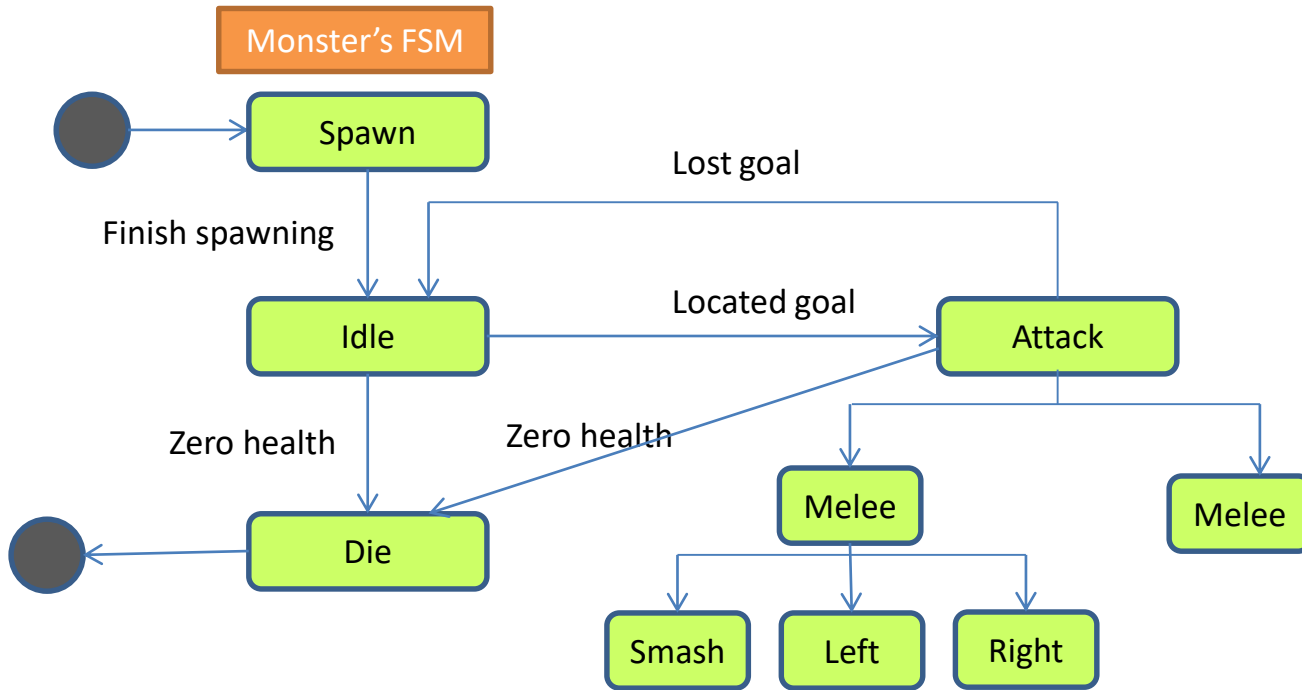 Monster’s FSM
Spawn
Lost goal
Finish spawning
Located goal
Idle
Attack
Zero health
Zero health
Melee
Melee
Die
Smash
Left
Right